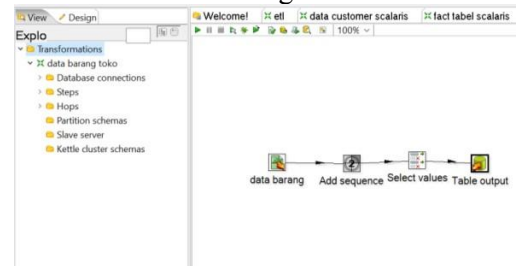 View Design
Explo
Transformations
data barang toko
Database connections
Steps
Hops
Partition schemas
Slave server
Kettle cluster schemas
Welcome! etl data customer scalaris fact tabel scalaris
100%
data barang Add sequence Select values Table output